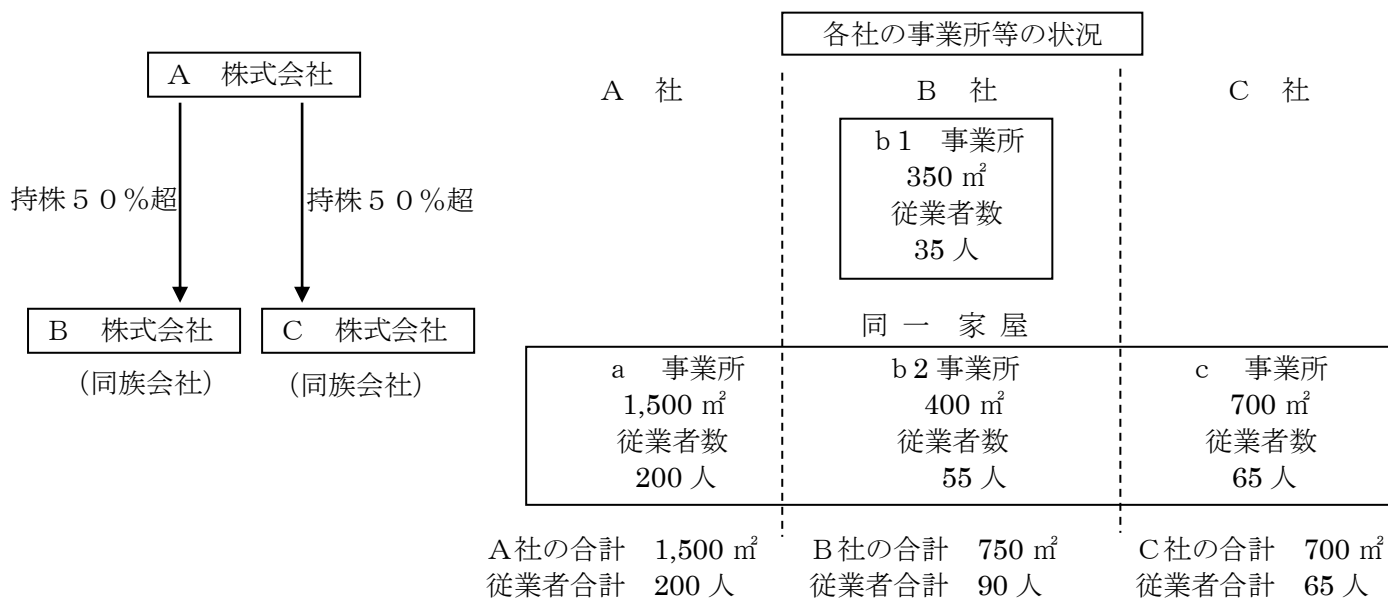 各社の事業所等の状況
A　株式会社
持株５０％超
持株５０％超
B　株式会社
C　株式会社
（同族会社）
（同族会社）
A　社
B　社
C　社
b１　事業所
350 ㎡
従業者数
35 人
同 一 家 屋
a　事業所
1,500 ㎡
従業者数
200 人
b２事業所
400 ㎡
従業者数
55 人
c　事業所
700 ㎡
従業者数
65 人
A社の合計　1,500 ㎡
従業者合計　200 人
B社の合計　750 ㎡
従業者合計　90 人
C社の合計　700 ㎡
従業者合計　65 人